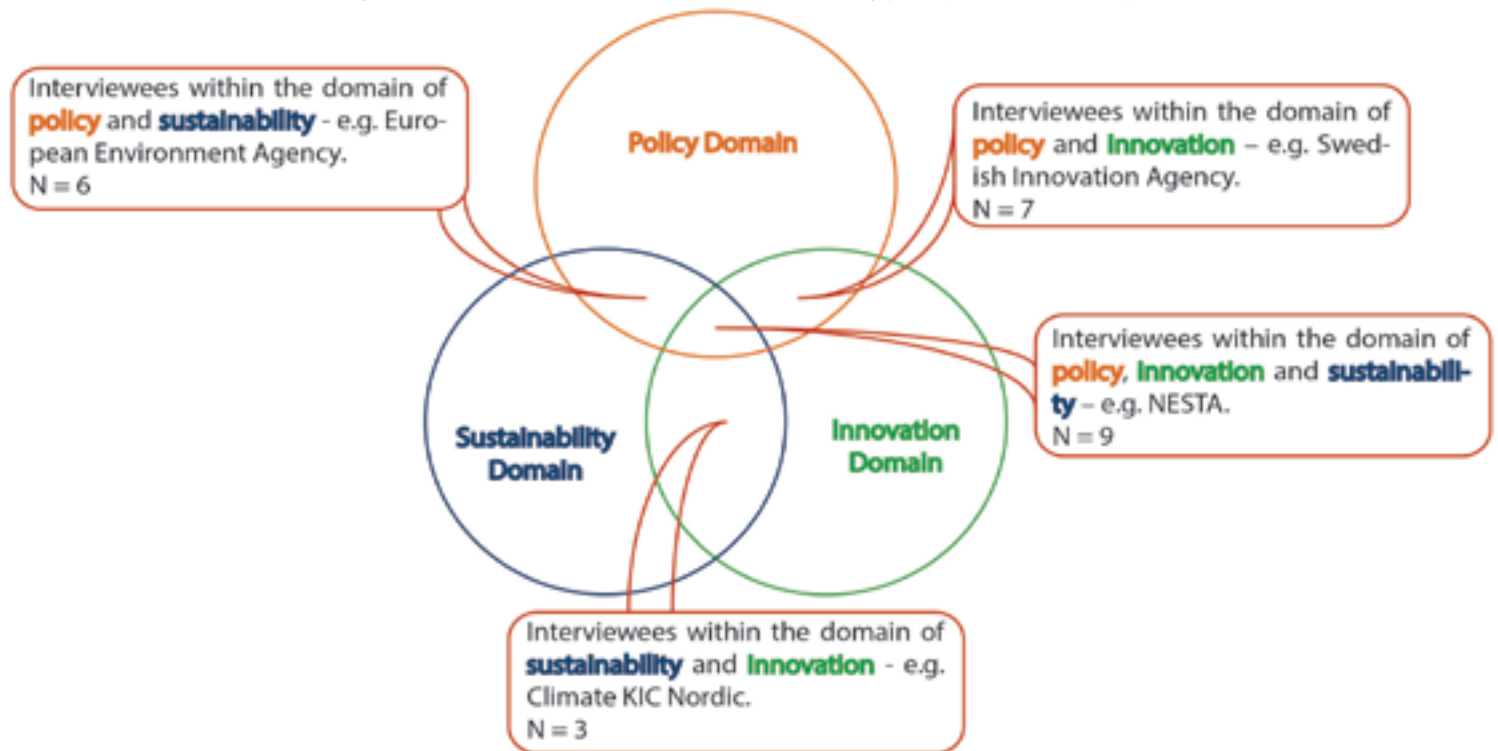 Interviewees within the domain of
policy and sustainability - e.g. Euro-
pean Environment Agency.
N = 6
Policy Domain
Interviewees within the domain of
policy and Innovation – e.g. Swed-
ish Innovation Agency.
N = 7
Interviewees within the domain of
policy, Innovation and sustainabili-
ty – e.g. NESTA.
N = 9
Sustainability
Domain
Innovation
Domain
Interviewees within the domain of
sustainability and Innovation - e.g.
Climate KIC Nordic.
N = 3